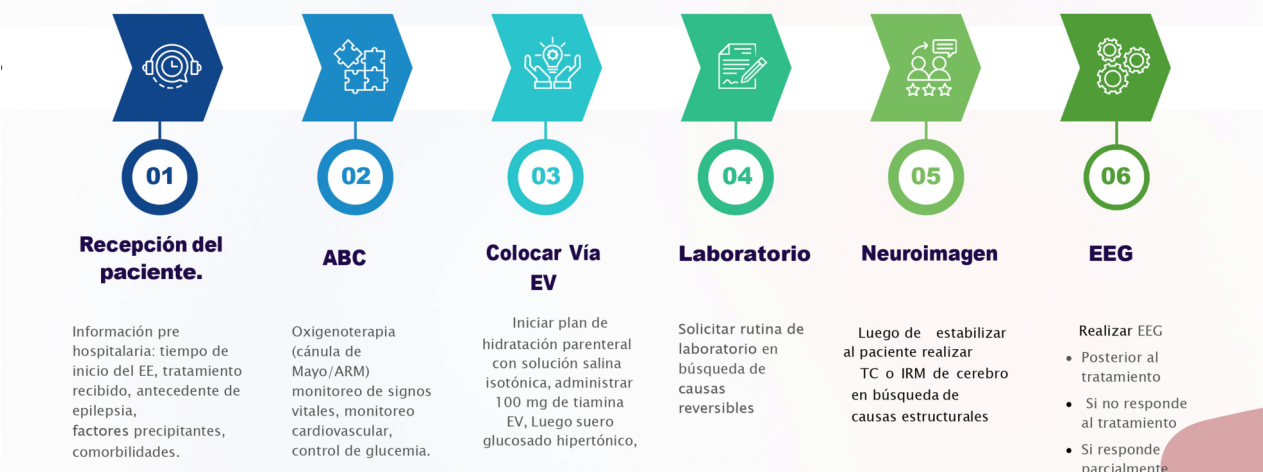 01
Recepción del
paciente.
Información pre
hospitalaria: tiempo de
inicio del EE, tratamiento
recibido, antecedente de
epilepsia,
factores precipitantes,
comorbilidades.
02
ABC
Oxigenoterapia
(cánula de
Mayo/ARM)
monitoreo de signos
vitales, monitoreo
cardiovascular,
control de glucemia.
03
Colocar Vía
EV
Iniciar plan de
hidratación parenteral
con solución salina
isotónica, administrar
100 mg de tiamina
EV, Luego suero
glucosado hipertónico,
04
Laboratorio
Solicitar rutina de
laboratorio en
búsqueda de
causas
reversibles
05
Neuroimagen
Luego de estabilizar
al paciente realizar
TC o IRM de cerebro
en búsqueda de
causas estructurales
06
EEG
Realizar EEG
• Posterior al
tratamiento
• Si no responde
al tratamiento
• Si responde
parcialmente